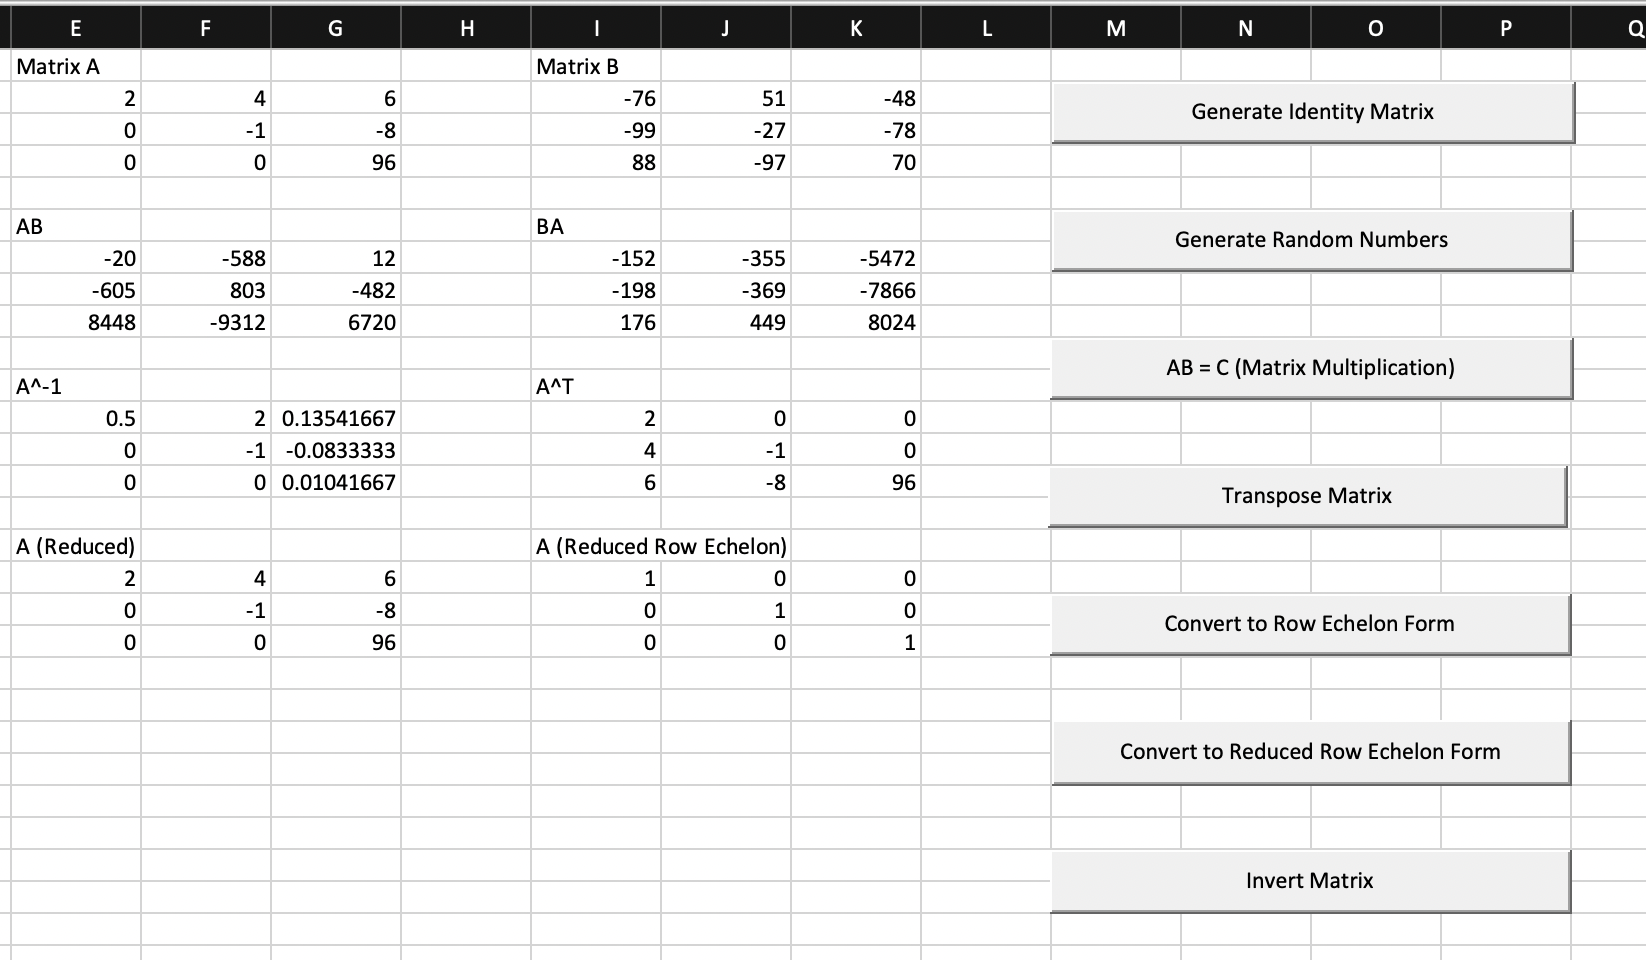 E F G H I J K L M N O P Q
Matrix A Matrix B
2 4 6 -76 51 -48
Generate Identity Matrix
0 -1 -8 -99 -27 -78
0 0 96 88 -97 70
AB BA
Generate Random Numbers
-20 -588 12 -152 -355 -5472
-605 803 -482 -198 -369 -7866
8448 -9312 6720 176 449 8024
AB = C (Matrix Multiplication)
A^-1 A^T
0.5 2 0.13541667 2 0 0
0 -1 -0.0833333 4 -1 0
0 0 0.01041667 6 -8 96
Transpose Matrix
A (Reduced) A (Reduced Row Echelon)
2 4 6 1 0 0
0 -1 -8 0 1 0
Convert to Row Echelon Form
0 0 96 0 0 1
Convert to Reduced Row Echelon Form
Invert Matrix